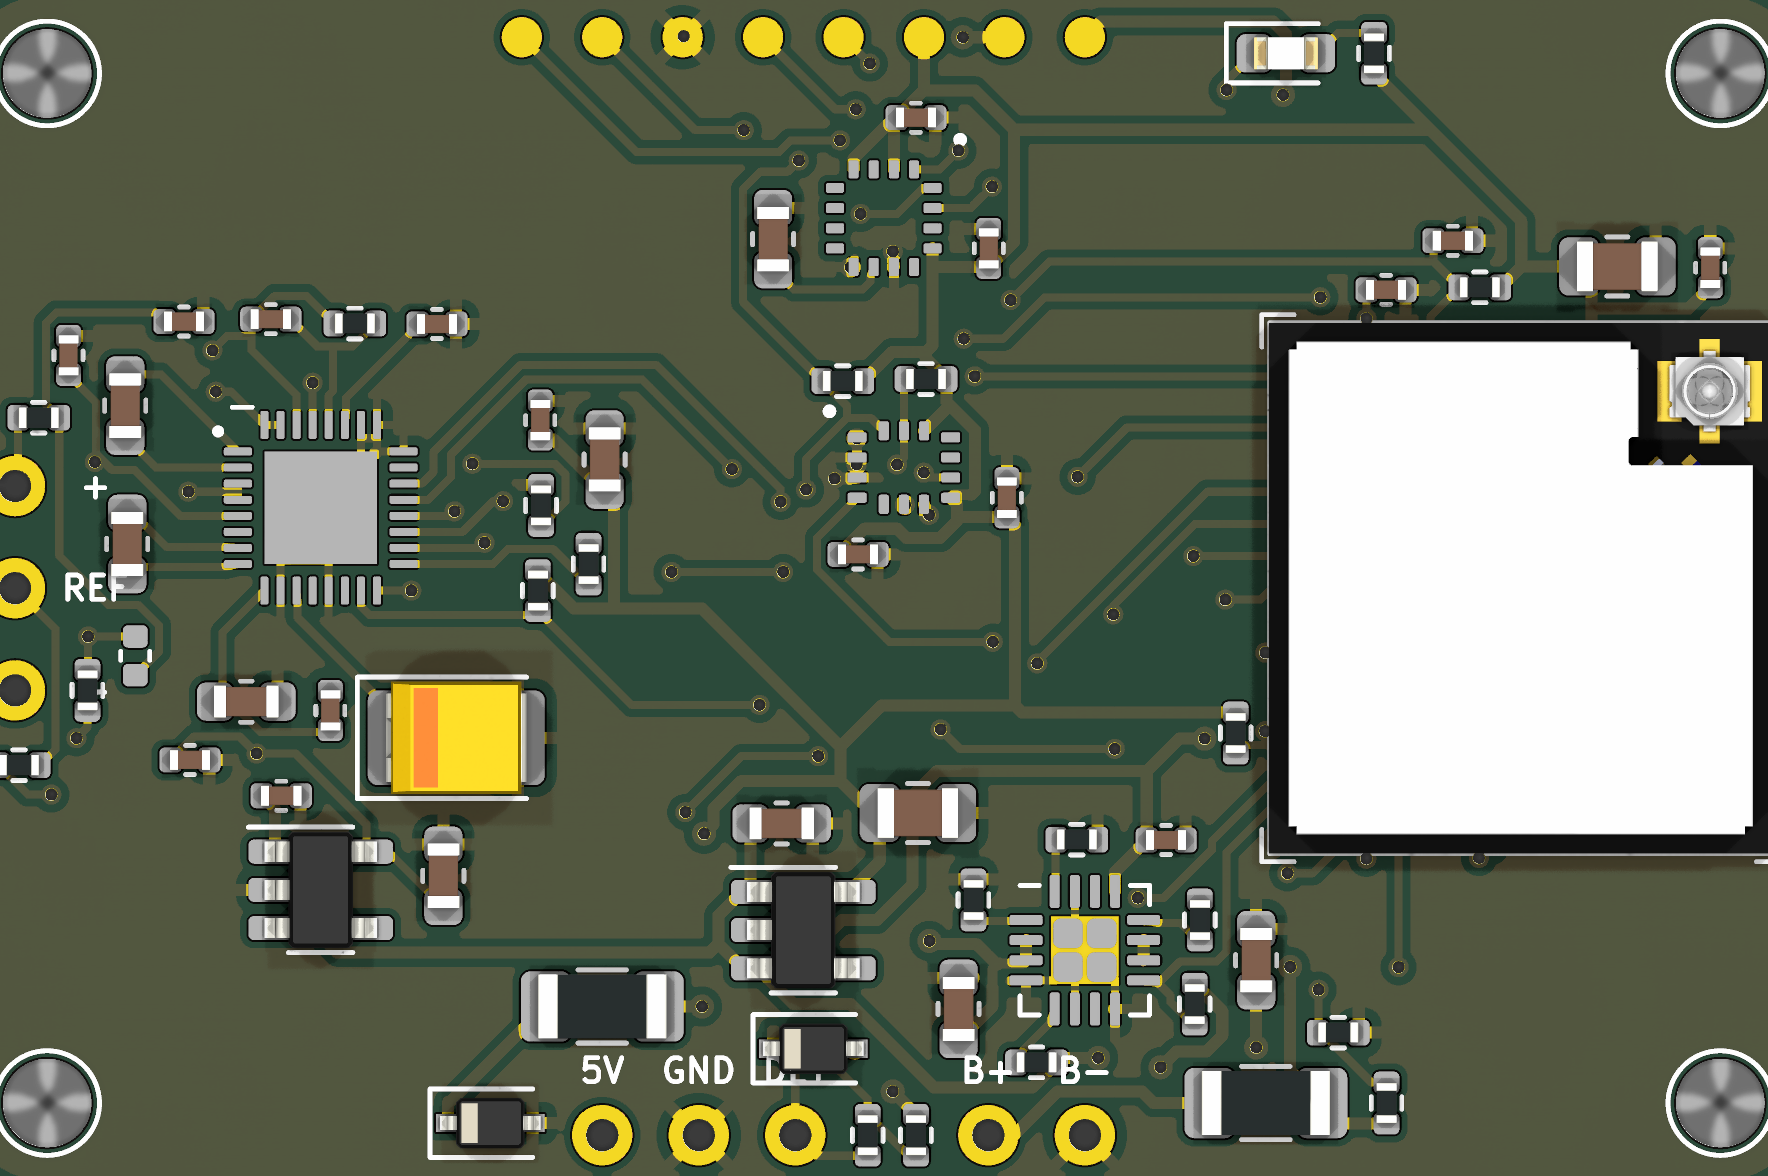 +
REF
5V GND B+ B-